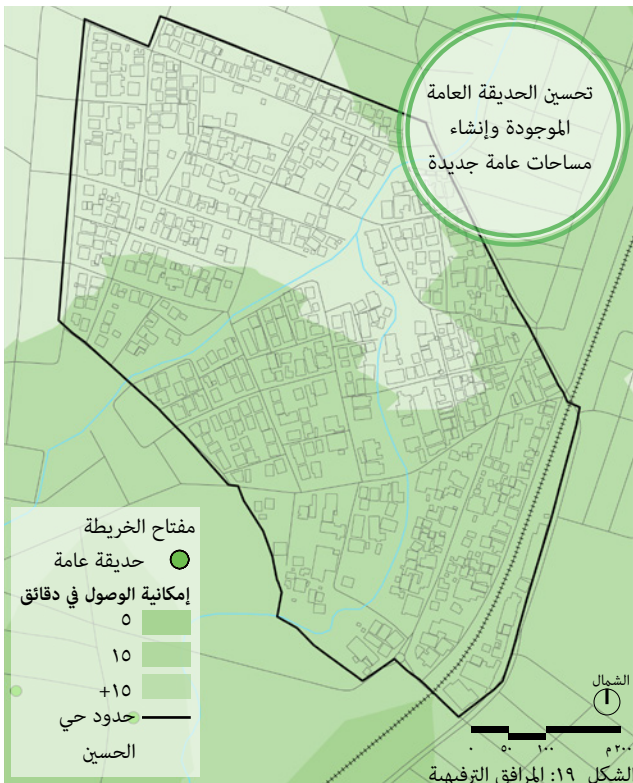 تحسين الحديقة العامة
الموجودة وإنشاء
مساحات عامة جديدة
مفتاح الخريطة
حديقة عامة
إمكانية الوصول في دقائق
٥
١٥
+١٥
حدود حي
الحسين
الشمال
٠ ٥٠ ١٠٠ ٢٠٠ م
لشكل ١٩: المرافق الترفيهية